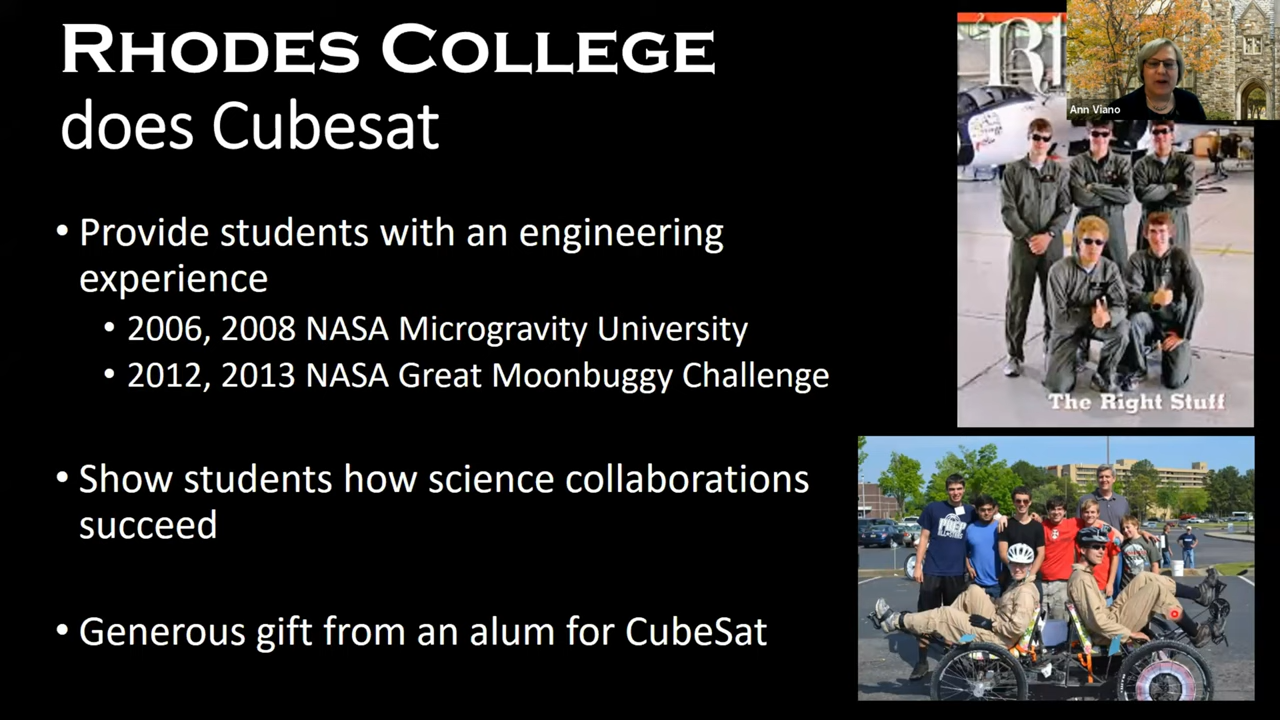 RHODES COLLEGE
does Cubesat
• Provide students with an engineering
experience
• 2006, 2008 NASA Microgravity University
• 2012, 2013 NASA Great Moonbuggy Challenge
• Show students how science collaborations
succeed
• Generous gift from an alum for CubeSat
Ann Viano
The Right Stuff
PREP